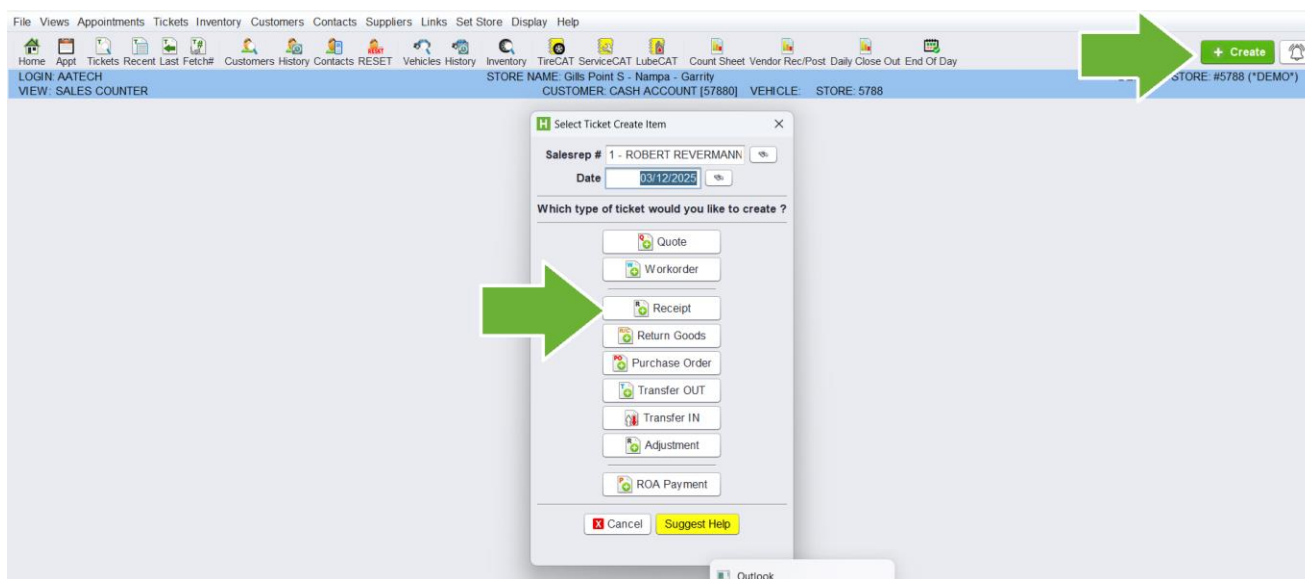 File Views Appointments Tickets Inventory Customers Contacts Suppliers Links Set Store Display Help
Home Appt Tickets Recent Last Fetch# Customers History Contacts RESET Vehicles History Inventory TireCAT ServiceCAT LubeCAT Count Sheet Vendor Rec/Post Daily Close Out End Of Day
+ Create
LOGIN: AATECH STORE NAME: Gills Point S - Nampa - Garrity STORE: #5788 (*DEMO*)
VIEW: SALES COUNTER CUSTOMER: CASH ACCOUNT [57880] VEHICLE: STORE: 5788
H Select Ticket Create Item
Salesrep # 1 - ROBERT REVERMANN
Date 03/12/2025
Which type of ticket would you like to create ?
Quote
Workorder
Receipt
Return Goods
Purchase Order
Transfer OUT
Transfer IN
Adjustment
ROA Payment
X Cancel Suggest Help
Outlook